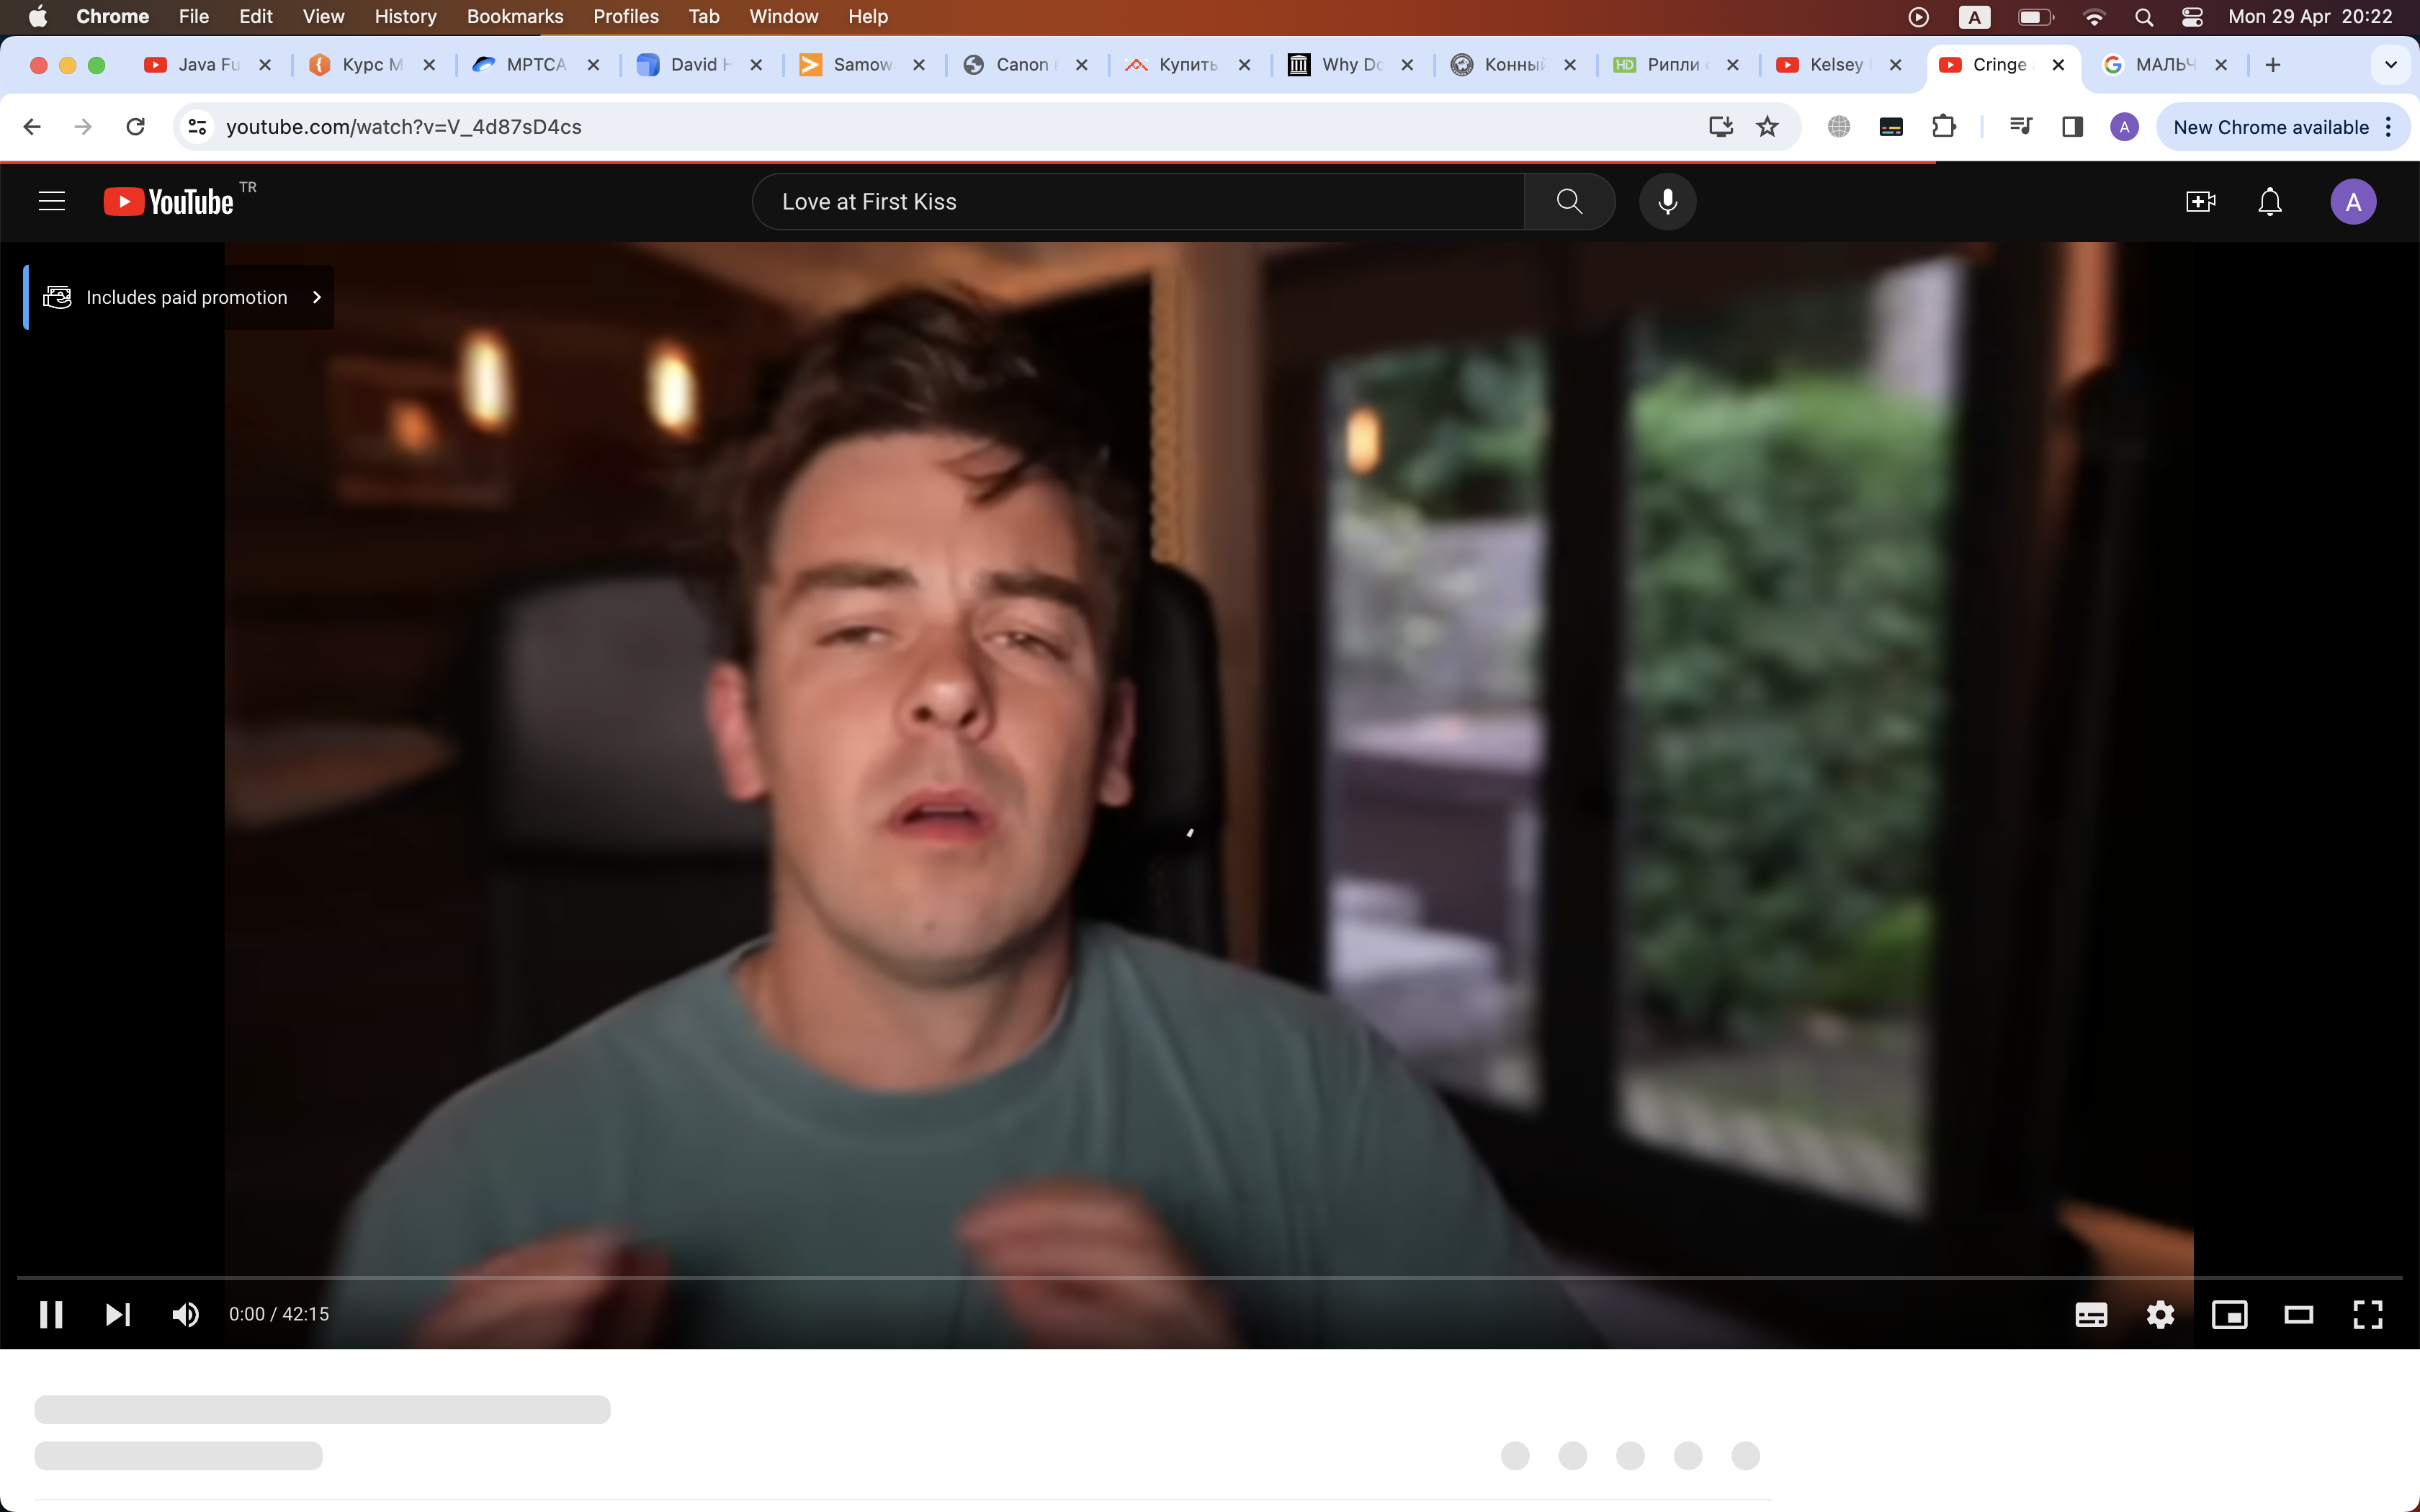 Chrome File Edit View History Bookmarks Profiles Tab Window Help A Mon 29 Apr 20:22
Java Fu Курс М МРТСА David H Samow Canon Купить Why Do Конный HD Рипли Kelsey Cringe МАЛЬЧ
youtube.com/watch?v=V_4d87sD4cs A New Chrome available
YouTube TR Love at First Kiss A
Includes paid promotion
0:00 / 42:15